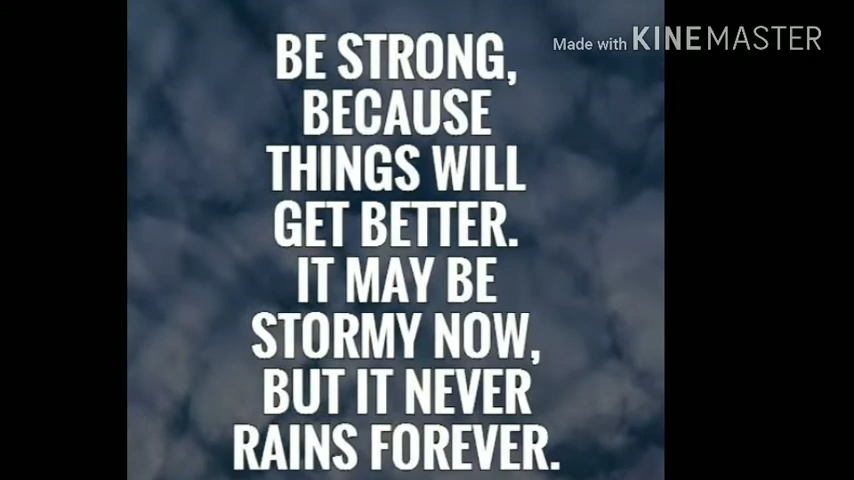 Made with KINEMASTER
BE STRONG,
BECAUSE
THINGS WILL
GET BETTER.
IT MAY BE
STORMY NOW,
BUT IT NEVER
RAINS FOREVER.